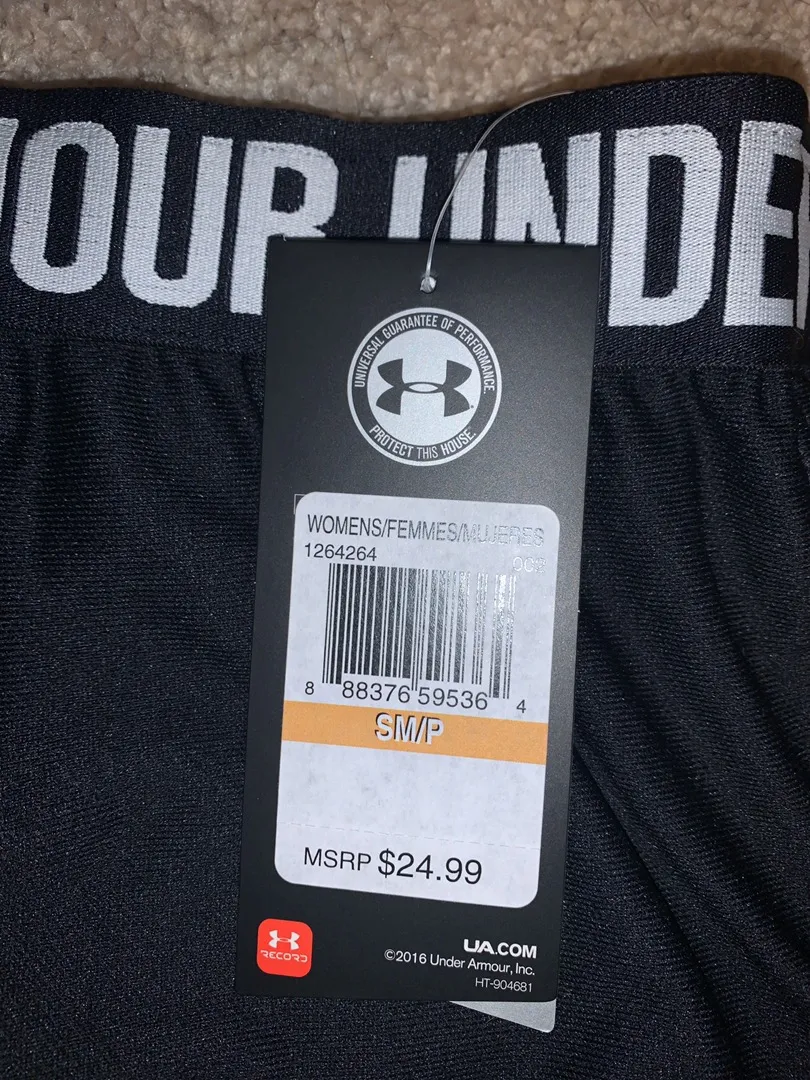 OUR UNDE
UNIVERSAL GUARANTEE OF PERFORMANCE.
PROTECT THIS HOUSE.
WOMENS/FEMMES/MUJERES
1264264
8 88376 59536 4
SM/P
MSRP $24.99
RECORD
UA.COM
©2016 Under Armour, Inc.
HT-904681